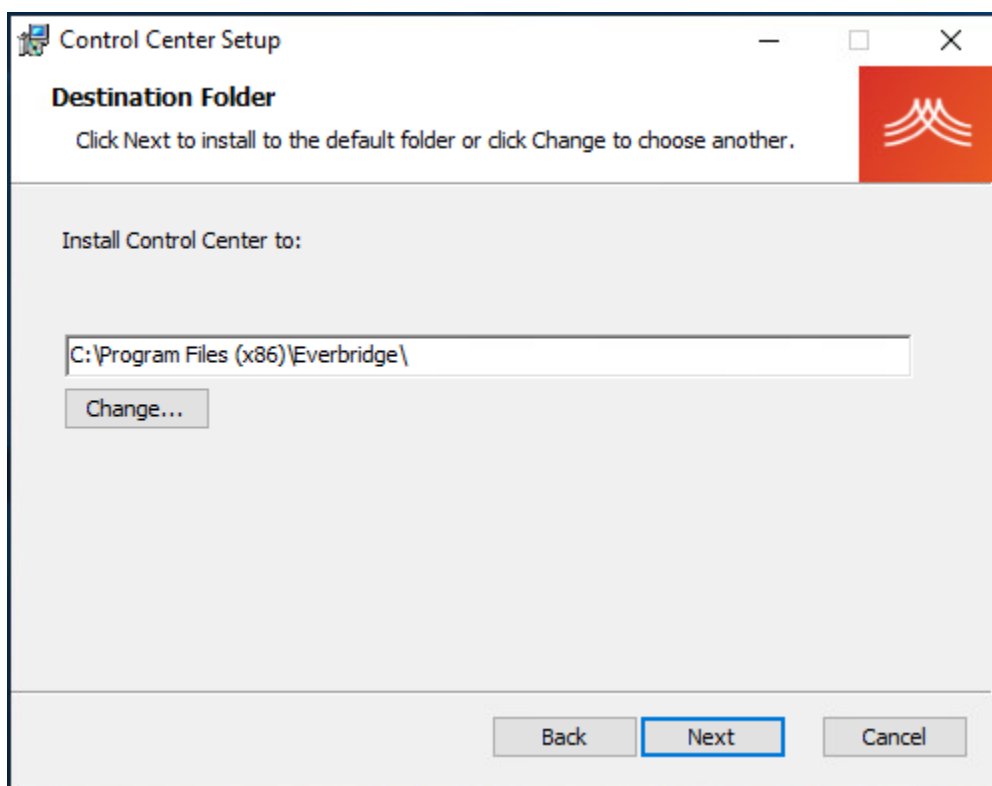 Control Center Setup
Destination Folder
Click Next to install to the default folder or click Change to choose another.
Install Control Center to:
C:\Program Files (x86)\Everbridge\
Change...
Back Next Cancel